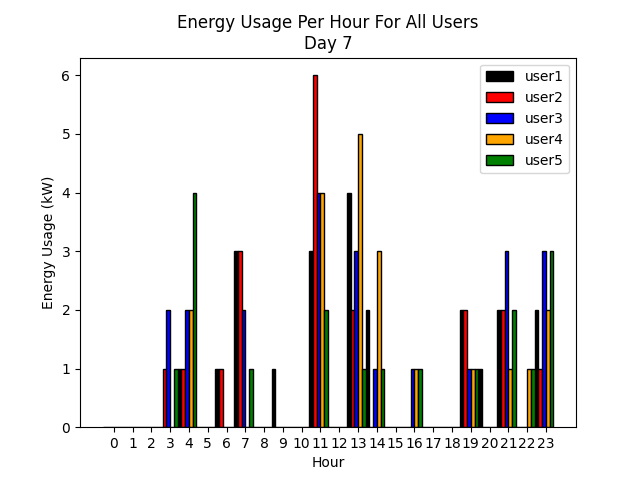 Energy Usage Per Hour For All Users
Day 7
user1
user2
user3
user4
user5
Energy Usage (kW)
6
5
4
3
2
1
0
0 1 2 3 4 5 6 7 8 9 10 11 12 13 14 15 16 17 18 19 20 21 22 23
Hour